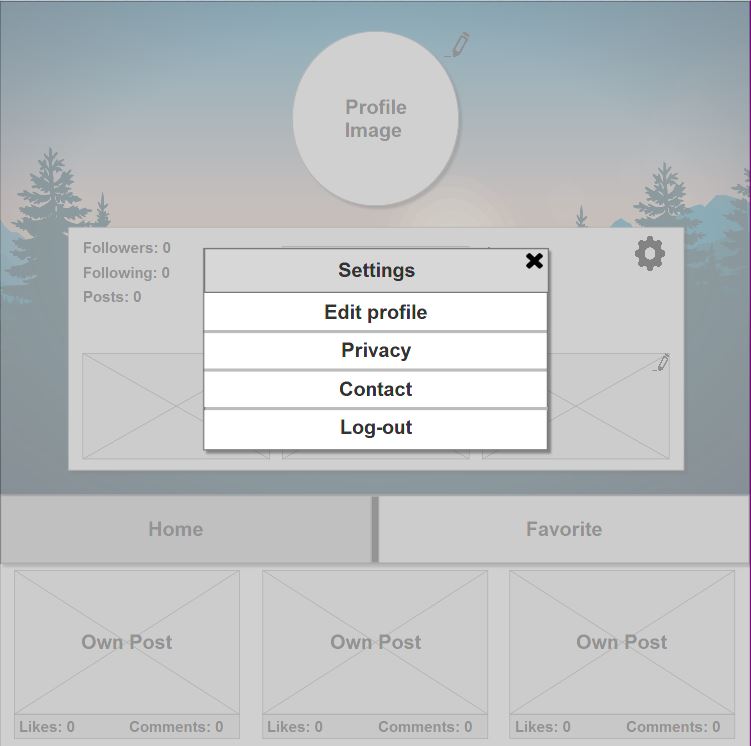 Profile
Image
Followers: 0
Following: 0
Posts: 0
Settings
Edit profile
Privacy
Contact
Log-out
Home
Favorite
Own Post
Own Post
Own Post
Likes: 0
Comments: 0
Likes: 0
Comments: 0
Likes: 0
Comments: 0